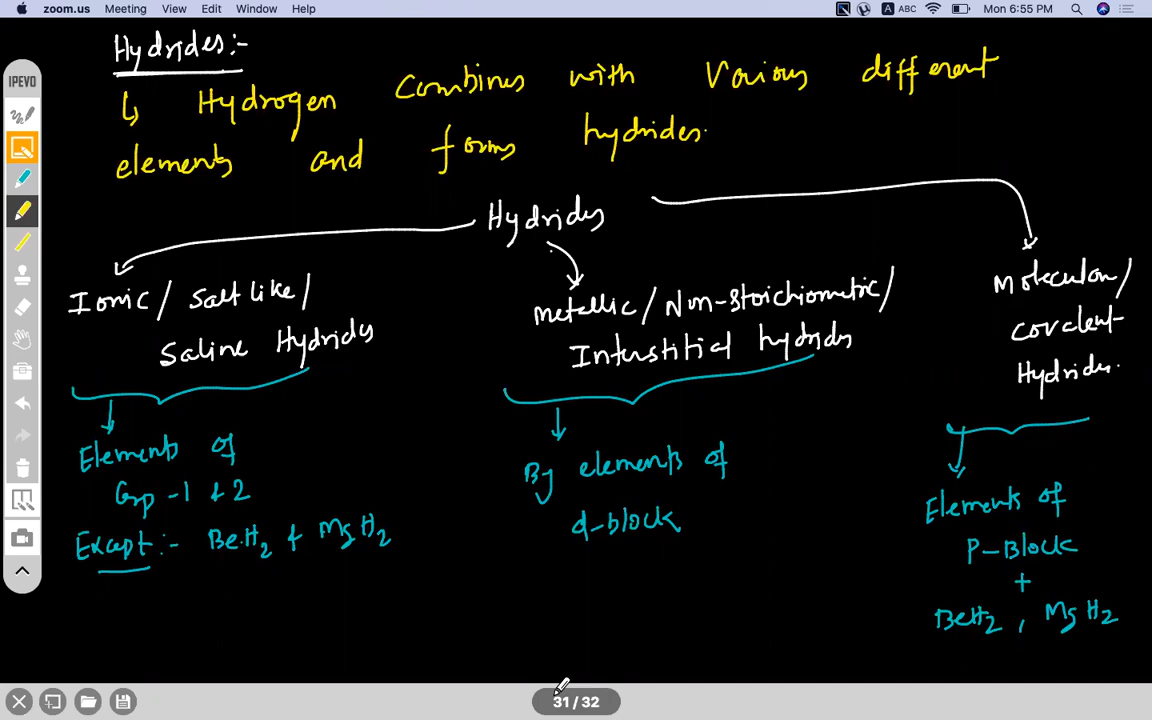 zoom.us Meeting View Edit Window Help A ABC Mon 6:55 PM
IPEVO
Hydrides:-
↳ Hydrogen combines with various different
elements and forms hydrides.
Hydrides
Ionic / Salt like /
Saline Hydrides
Metallic / Non-Stoichiometric /
Interstitial hydrides
Molecular /
covalent
Hydrides.
Elements of
Grp -1 & 2
Except :- BeH2 & MgH2
By elements of
d-block
Elements of
P-Block
+
BeH2 , MgH2
31 / 32